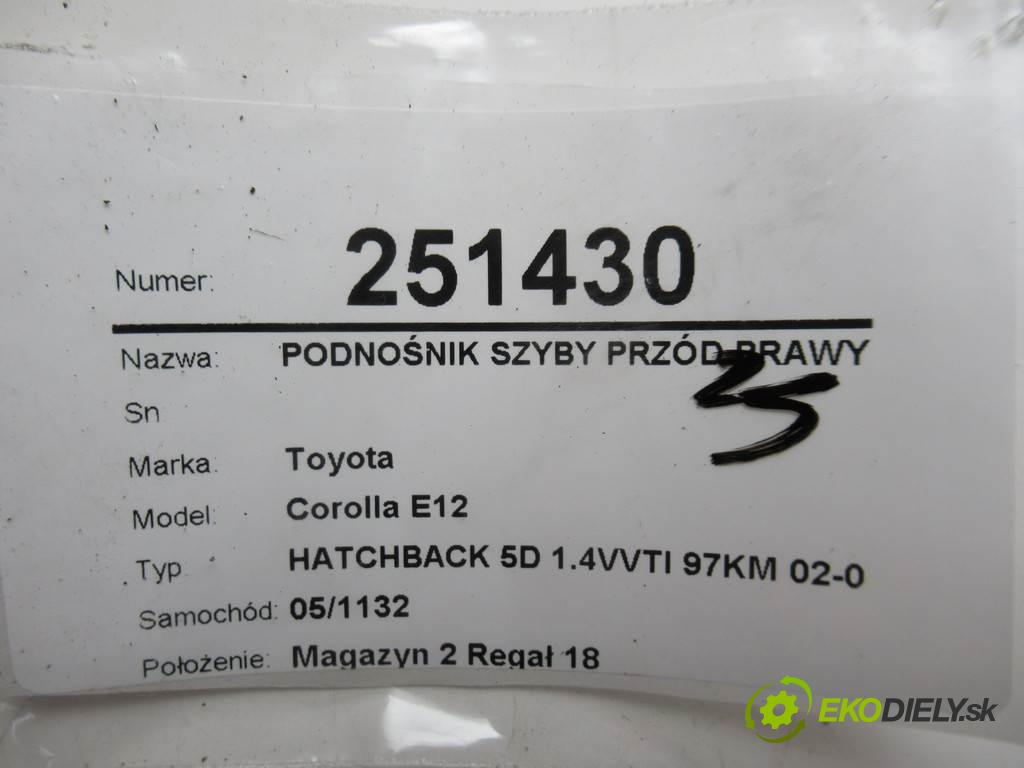 Numer: 251430
Nazwa: PODNOŚNIK SZYBY PRZÓD PRAWY
Sn
Marka: Toyota
Model: Corolla E12
Typ HATCHBACK 5D 1.4VVTI 97KM 02-0
Samochód: 05/1132
Położenie: Magazyn 2 Regał 18
EKODIELY.sk